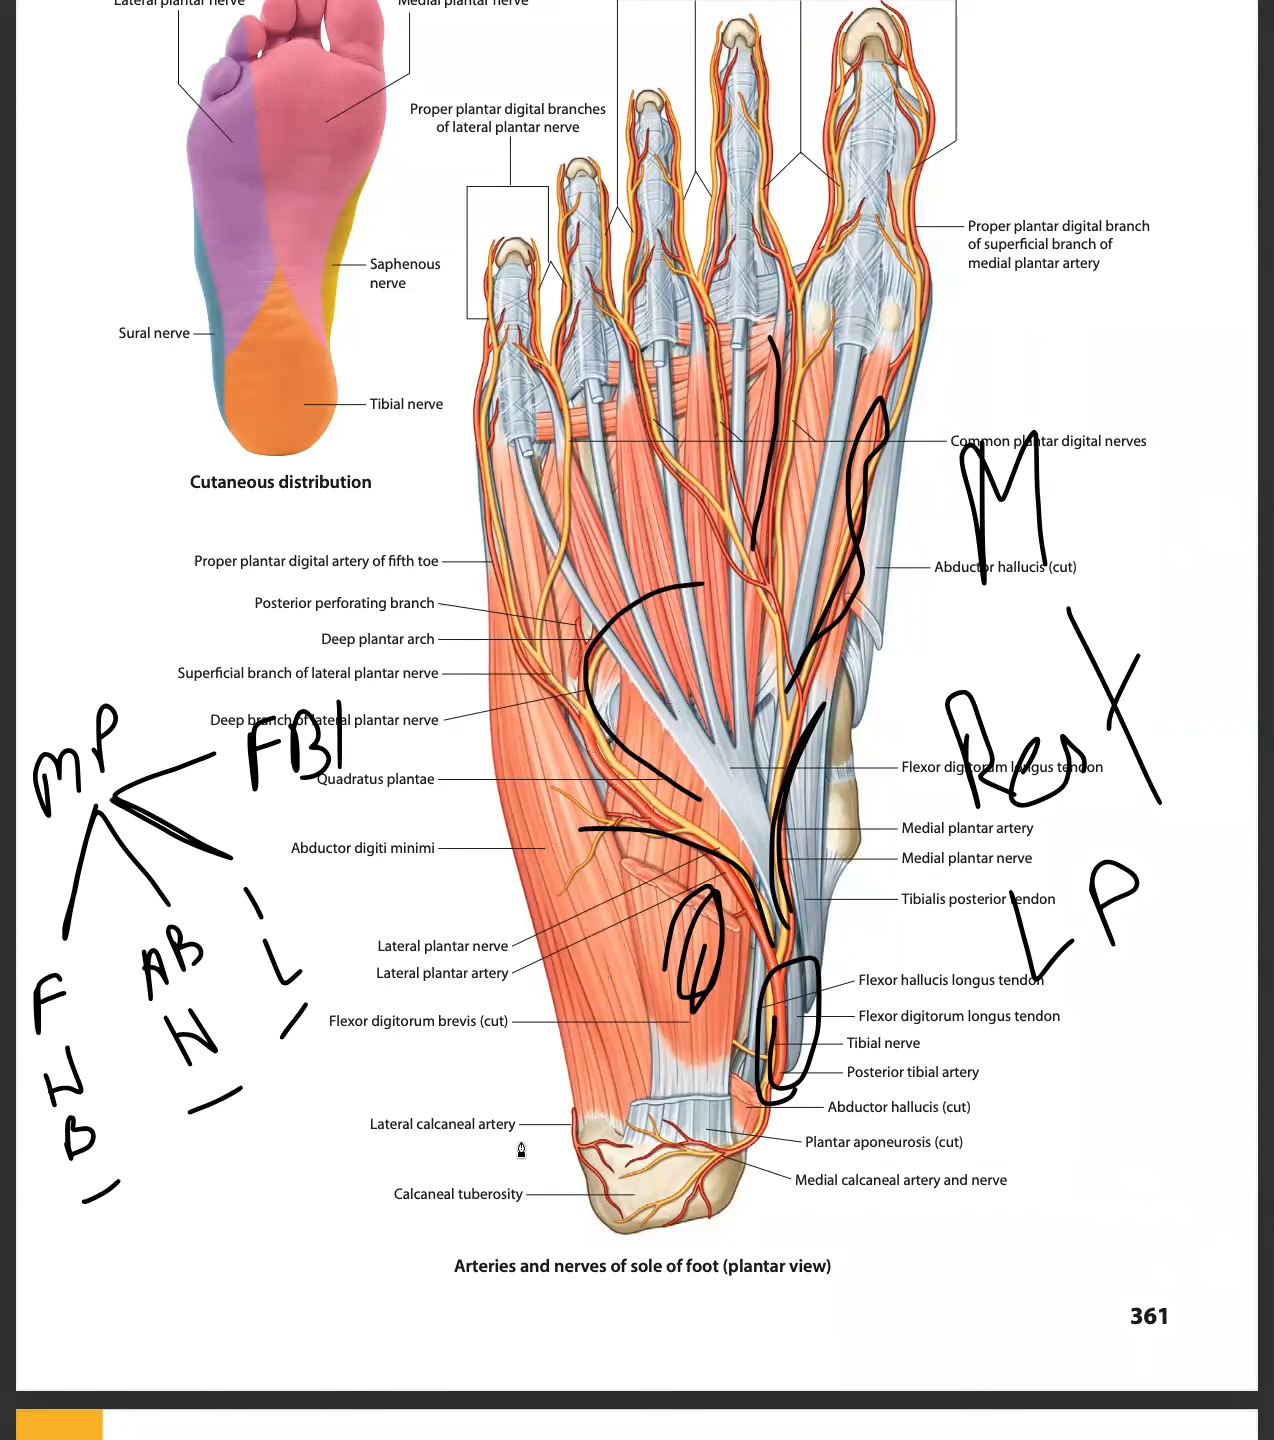 Lateral plantar nerve
Medial plantar nerve
Proper plantar digital branches
of lateral plantar nerve
Proper plantar digital branch
of superficial branch of
medial plantar artery
Saphenous
nerve
Sural nerve
Tibial nerve
Cutaneous distribution
Common plantar digital nerves
M
Proper plantar digital artery of fifth toe
Abductor hallucis (cut)
Posterior perforating branch
Deep plantar arch
Superficial branch of lateral plantar nerve
Deep branch of lateral plantar nerve
MP
FB
Res
X
Flexor digitorum longus tendon
Quadratus plantae
Medial plantar artery
Abductor digiti minimi
Medial plantar nerve
Tibialis posterior tendon
LP
Lateral plantar nerve
Lateral plantar artery
Flexor hallucis longus tendon
Flexor digitorum brevis (cut)
Flexor digitorum longus tendon
Tibial nerve
Posterior tibial artery
F
H
B
AB
H
1
L
Abductor hallucis (cut)
Lateral calcaneal artery
Plantar aponeurosis (cut)
Medial calcaneal artery and nerve
Calcaneal tuberosity
Arteries and nerves of sole of foot (plantar view)
361